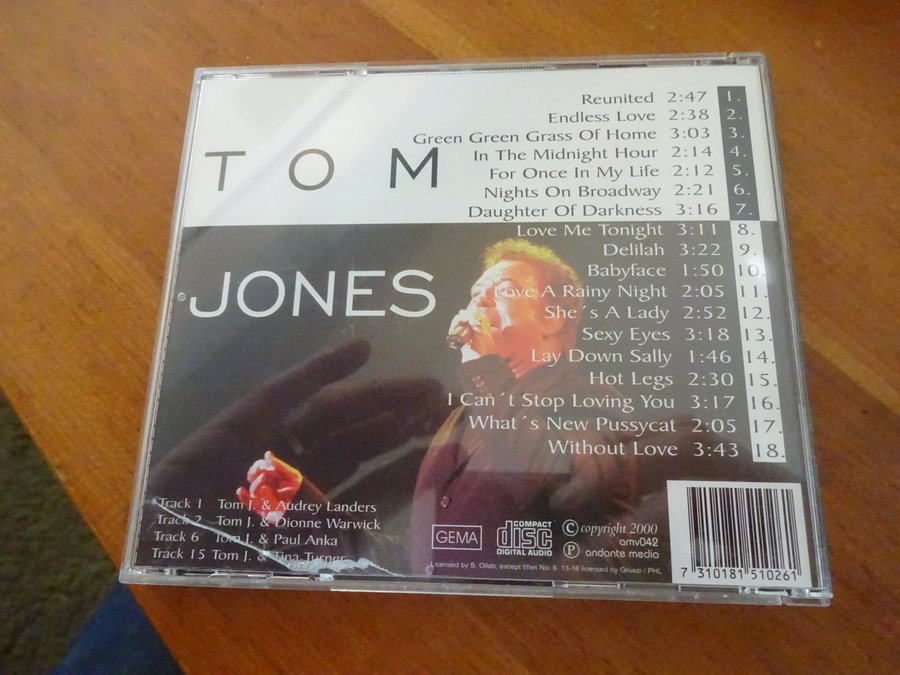 TOM
JONES
Reunited 2:47 1.
Endless Love 2:38 2.
Green Green Grass Of Home 3:03 3.
In The Midnight Hour 2:14 4.
For Once In My Life 2:12 5.
Nights On Broadway 2:21 6.
Daughter Of Darkness 3:16 7.
Love Me Tonight 3:11 8.
Delilah 3:22 9.
Babyface 1:50 10.
Love A Rainy Night 2:05 11.
She´s A Lady 2:52 12.
Sexy Eyes 3:18 13.
Lay Down Sally 1:46 14.
Hot Legs 2:30 15.
I Can´t Stop Loving You 3:17 16.
What´s New Pussycat 2:05 17.
Without Love 3:43 18.
Track 1 Tom J. & Audrey Landers
Track 2 Tom J. & Dionne Warwick
Track 6 Tom J. & Paul Anka
Track 15 Tom J. & Tina Turner
GEMA
COMPACT
disc
DIGITAL AUDIO
© copyright 2000
amv042
℗ andante media
Licensed by S. Ollab, except titles No. 8, 13-16 licensed by Grüezi / PHL
7 310181 510261